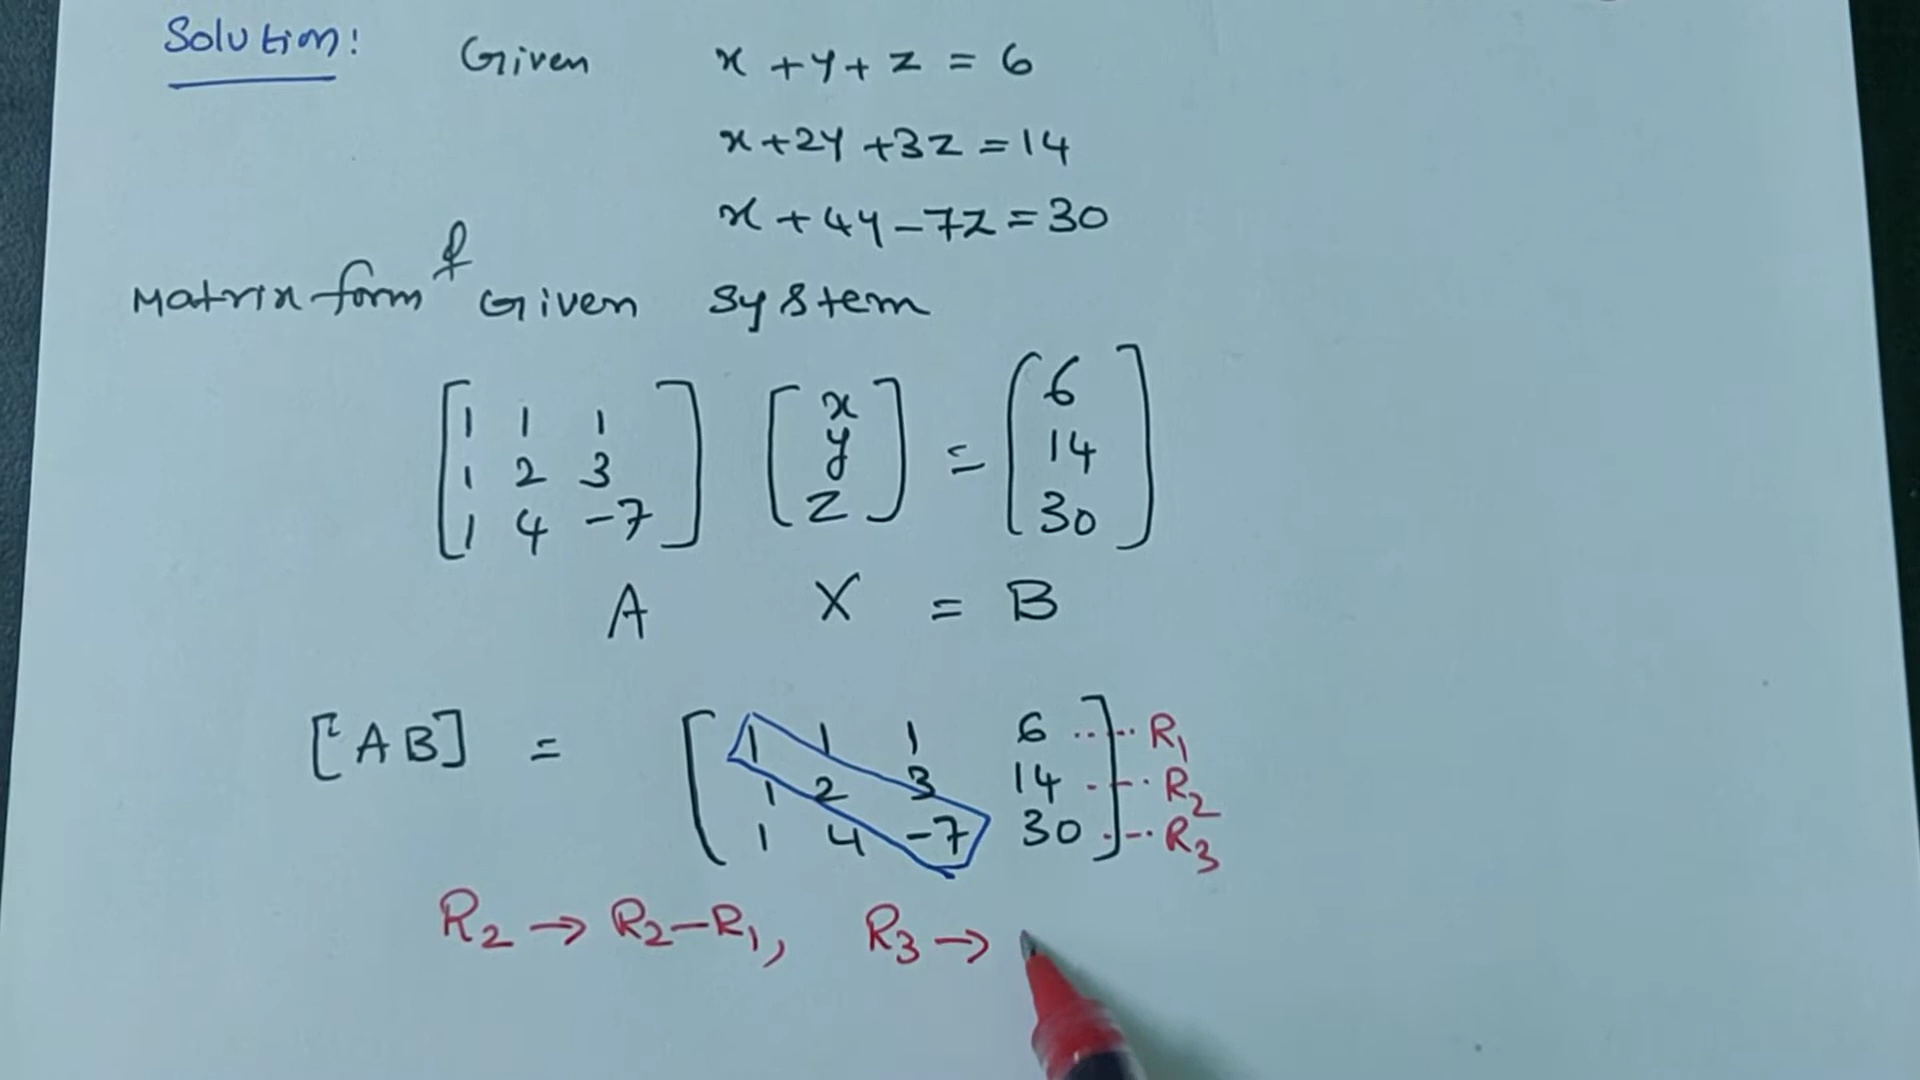 Solution: Given x + y + z = 6
x + 2y + 3z = 14
x + 4y - 7z = 30
Matrix form of Given system
[1 1 1] [x] = [6]
[1 2 3] [y] [14]
[1 4 -7] [z] [30]
A X = B
[A B] = [1 1 1 6] ... R1
[1 2 3 14] ... R2
[1 4 -7 30] ... R3
R2 → R2 - R1, R3 →